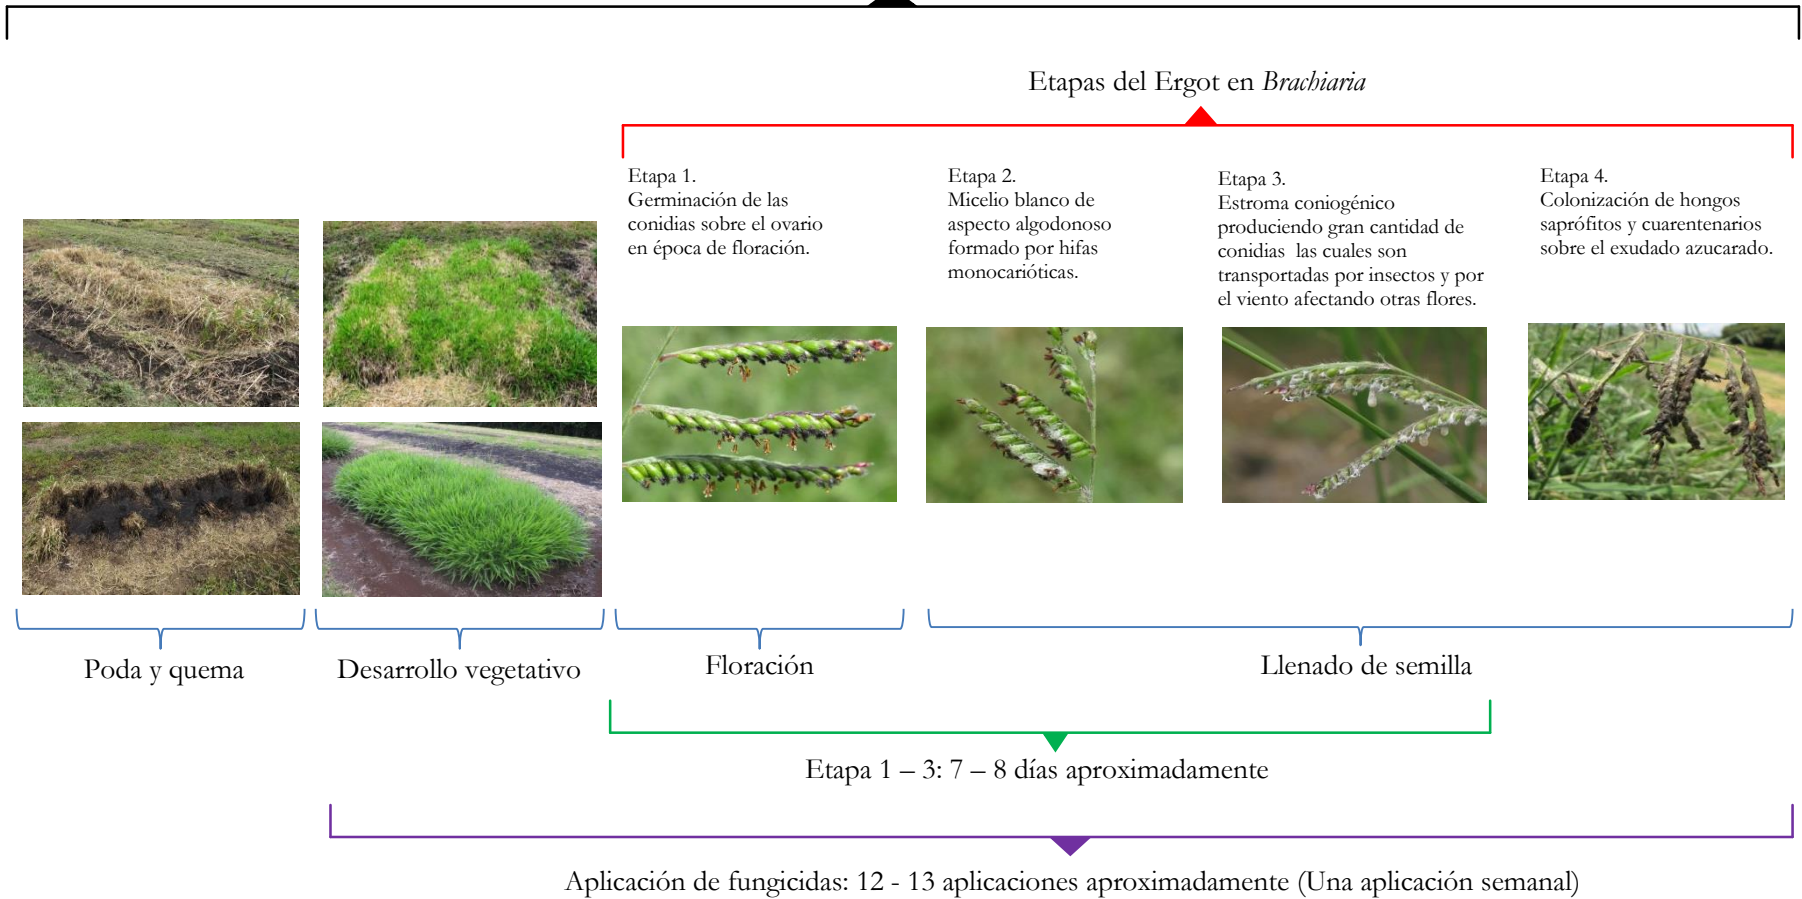 Etapas del Ergot en Brachiaria
Etapa 1.
Germinación de las
conidias sobre el ovario
en época de floración.
Etapa 2.
Micelio blanco de
aspecto algodonoso
formado por hifas
monocarióticas.
Etapa 3.
Estroma coniogénico
produciendo gran cantidad de
conidias las cuales son
transportadas por insectos y por
el viento afectando otras flores.
Etapa 4.
Colonización de hongos
saprófitos y cuarentenarios
sobre el exudado azucarado.
Poda y quema
Desarrollo vegetativo
Floración
Llenado de semilla
Etapa 1 – 3: 7 – 8 días aproximadamente
Aplicación de fungicidas: 12 - 13 aplicaciones aproximadamente (Una aplicación semanal)